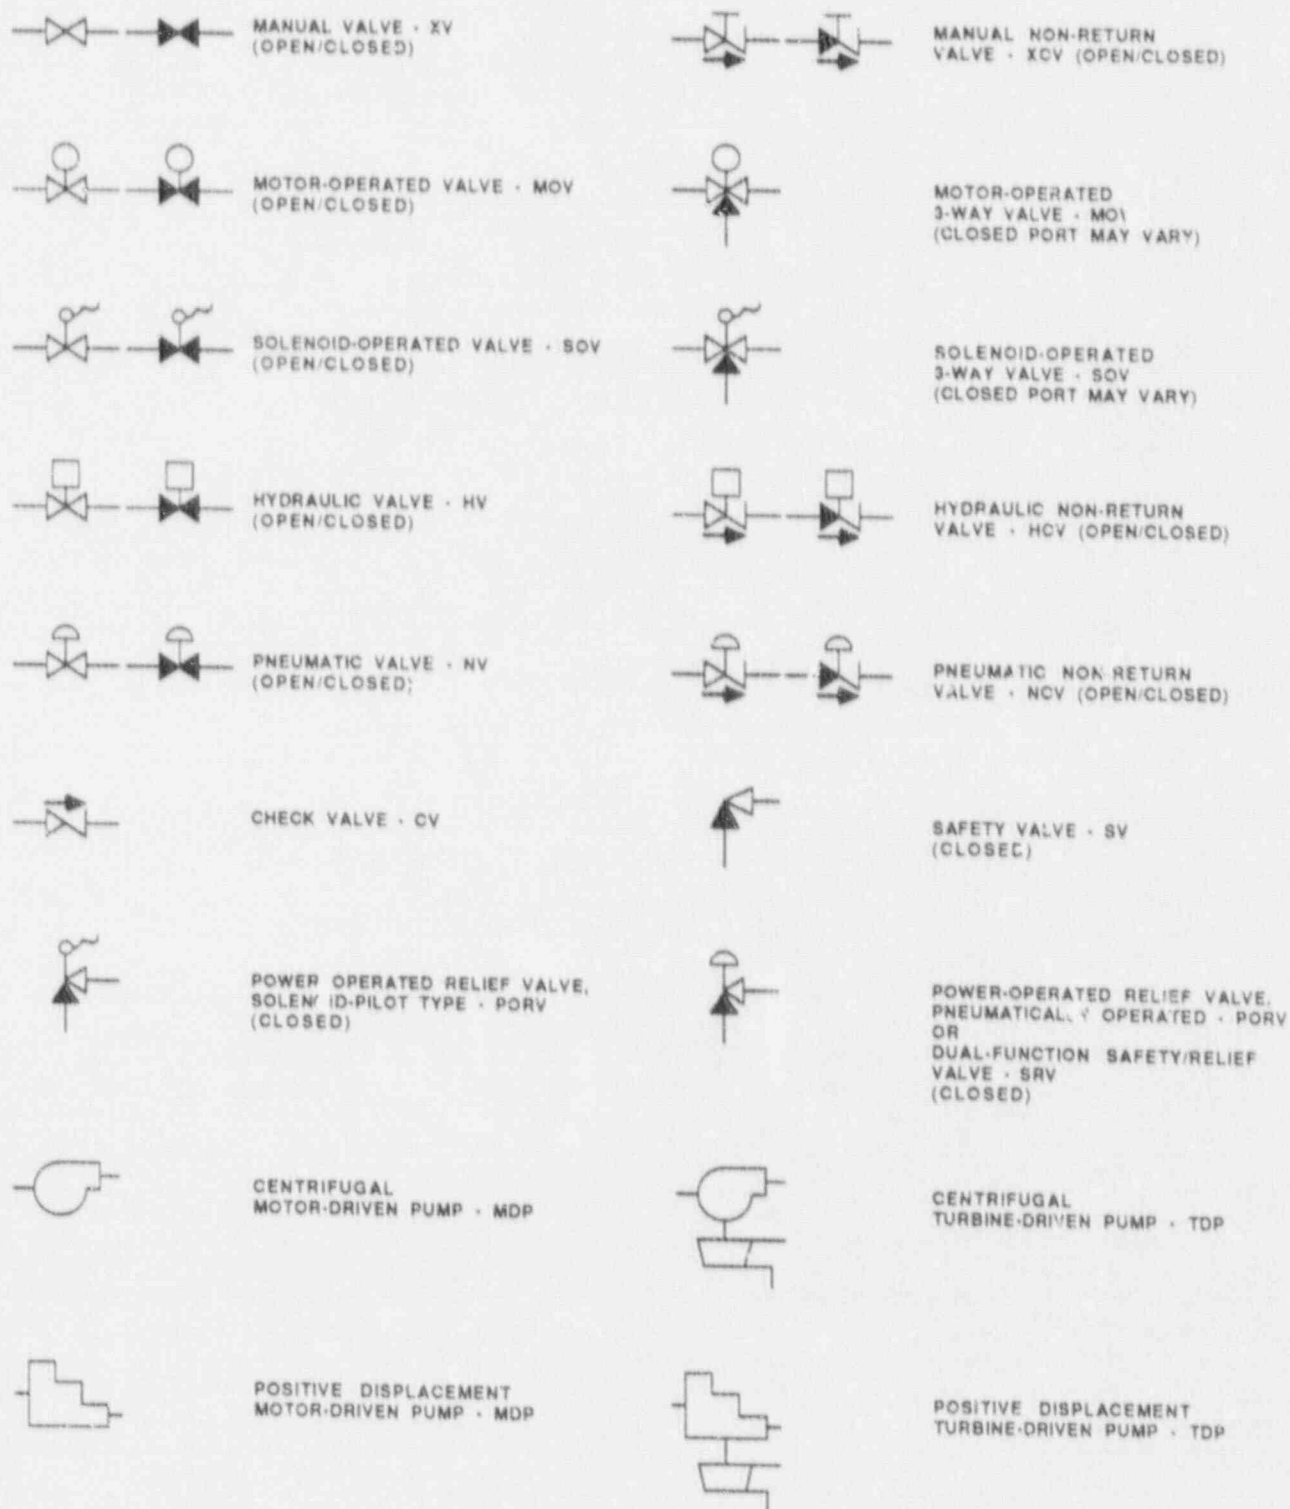 MANUAL VALVE - XV
(OPEN/CLOSED)
MANUAL NON-RETURN
VALVE - XCV (OPEN/CLOSED)
MOTOR-OPERATED VALVE - MOV
(OPEN/CLOSED)
MOTOR-OPERATED
3-WAY VALVE - MOV
(CLOSED PORT MAY VARY)
SOLENOID-OPERATED VALVE - SOV
(OPEN/CLOSED)
SOLENOID-OPERATED
3-WAY VALVE - SOV
(CLOSED PORT MAY VARY)
HYDRAULIC VALVE - HV
(OPEN/CLOSED)
HYDRAULIC NON-RETURN
VALVE - HCV (OPEN/CLOSED)
PNEUMATIC VALVE - NV
(OPEN/CLOSED)
PNEUMATIC NON-RETURN
VALVE - NCV (OPEN/CLOSED)
CHECK VALVE - CV
SAFETY VALVE - SV
(CLOSED)
POWER OPERATED RELIEF VALVE,
SOLENOID-PILOT TYPE - PORV
(CLOSED)
POWER-OPERATED RELIEF VALVE,
PNEUMATICALLY OPERATED - PORV
OR
DUAL-FUNCTION SAFETY/RELIEF
VALVE - SRV
(CLOSED)
CENTRIFUGAL
MOTOR-DRIVEN PUMP - MDP
CENTRIFUGAL
TURBINE-DRIVEN PUMP - TDP
POSITIVE DISPLACEMENT
MOTOR-DRIVEN PUMP - MDP
POSITIVE DISPLACEMENT
TURBINE-DRIVEN PUMP - TDP